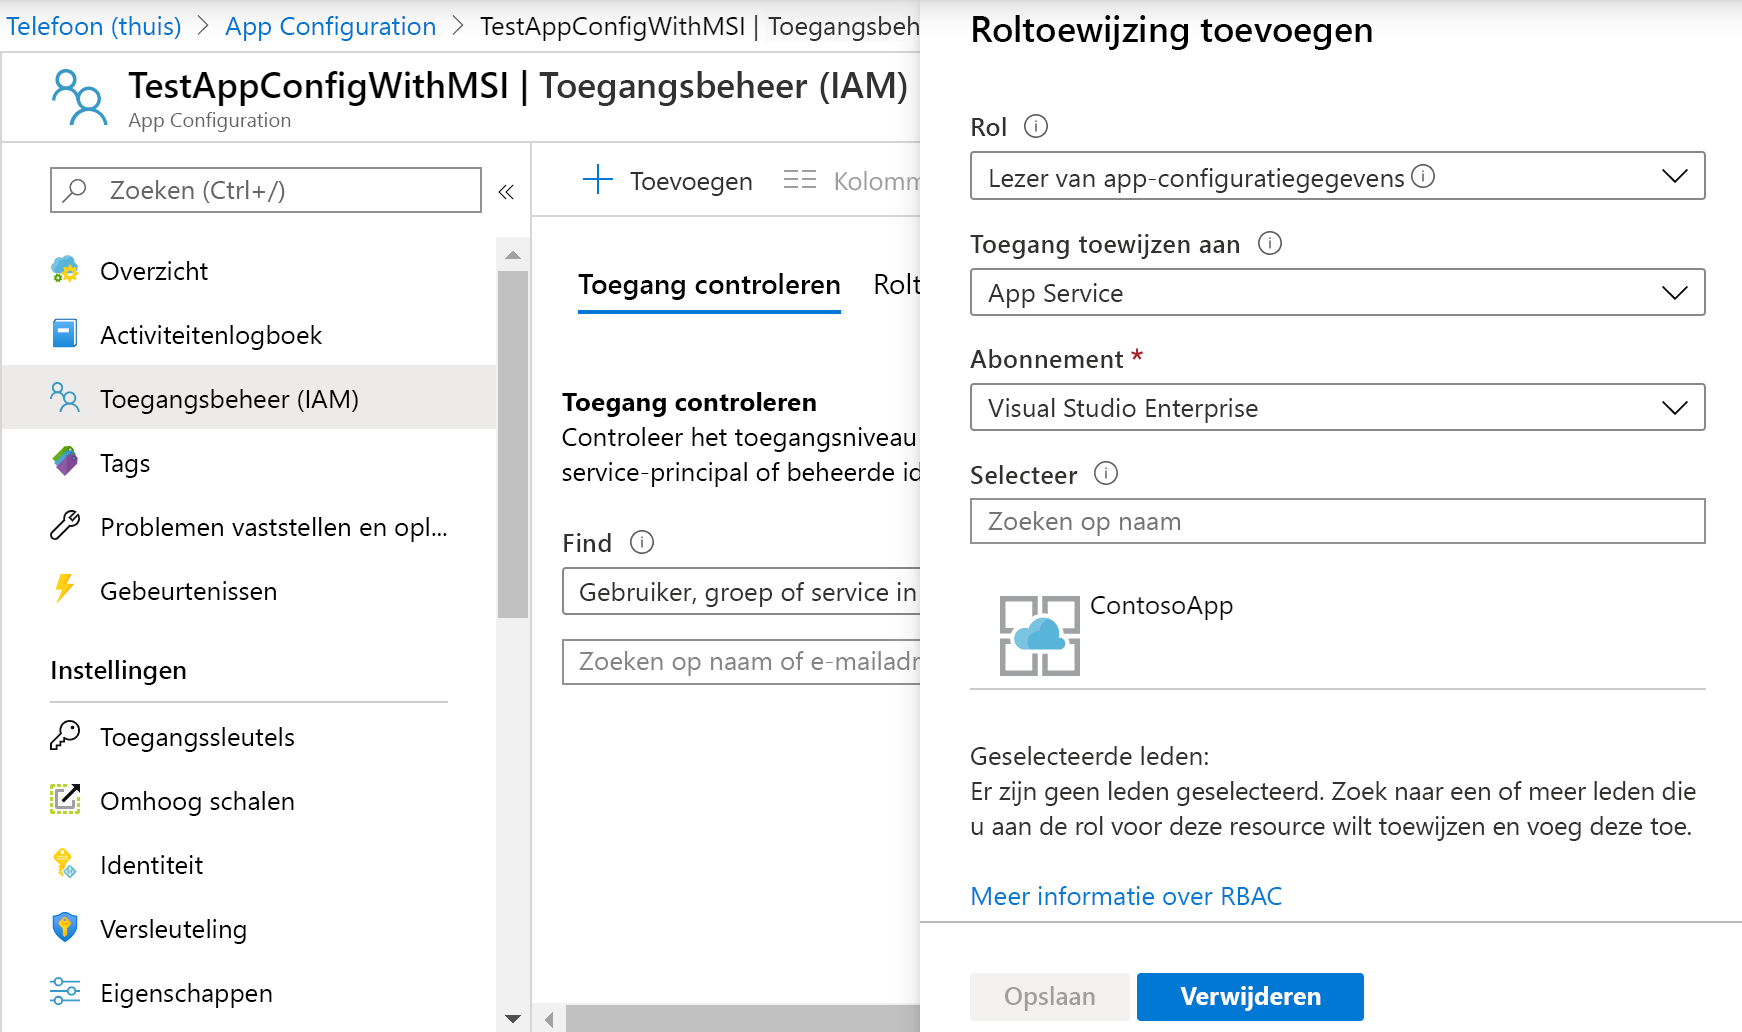 Telefoon (thuis) > App Configuration > TestAppConfigWithMSI | Toegangsbeh
TestAppConfigWithMSI | Toegangsbeheer (IAM)
App Configuration
Zoeken (Ctrl+/)
«
Overzicht
Activiteitenlogboek
Toegangsbeheer (IAM)
Tags
Problemen vaststellen en opl...
Gebeurtenissen
Instellingen
Toegangssleutels
Omhoog schalen
Identiteit
Versleuteling
Eigenschappen
Toevoegen
Kolomm
Toegang controleren
Rolt
Toegang controleren
Controleer het toegangsniveau
service-principal of beheerde id
Find
Gebruiker, groep of service in
Zoeken op naam of e-mailadr
Roltoewijzing toevoegen
Rol
Lezer van app-configuratiegegevens
Toegang toewijzen aan
App Service
Abonnement *
Visual Studio Enterprise
Selecteer
Zoeken op naam
ContosoApp
Geselecteerde leden:
Er zijn geen leden geselecteerd. Zoek naar een of meer leden die
u aan de rol voor deze resource wilt toewijzen en voeg deze toe.
Meer informatie over RBAC
Opslaan
Verwijderen